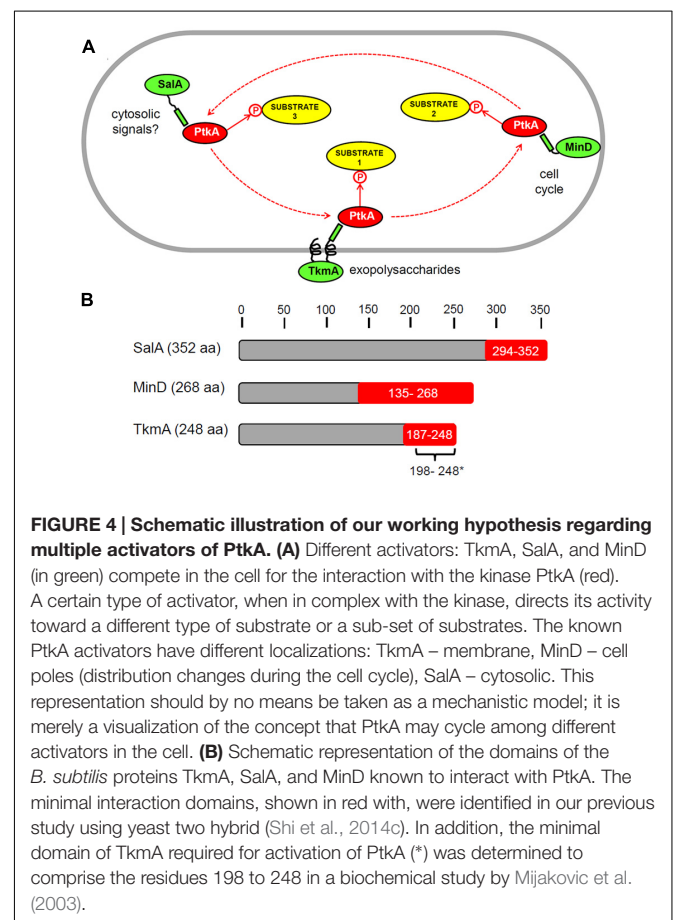 A
SalA
cytosolic
signals?
PtkA
P
SUBSTRATE
3
SUBSTRATE
2
P
PtkA
MinD
cell
cycle
SUBSTRATE
1
P
PtkA
TkmA
exopolysaccharides
B
0 50 100 150 200 250 300 350
SalA (352 aa)
294-352
MinD (268 aa)
135- 268
TkmA (248 aa)
187-248
198- 248*
FIGURE 4 | Schematic illustration of our working hypothesis regarding
multiple activators of PtkA. (A) Different activators: TkmA, SalA, and MinD
(in green) compete in the cell for the interaction with the kinase PtkA (red).
A certain type of activator, when in complex with the kinase, directs its activity
toward a different type of substrate or a sub-set of substrates. The known
PtkA activators have different localizations: TkmA – membrane, MinD – cell
poles (distribution changes during the cell cycle), SalA – cytosolic. This
representation should by no means be taken as a mechanistic model; it is
merely a visualization of the concept that PtkA may cycle among different
activators in the cell. (B) Schematic representation of the domains of the
B. subtilis proteins TkmA, SalA, and MinD known to interact with PtkA. The
minimal interaction domains, shown in red with, were identified in our previous
study using yeast two hybrid (Shi et al., 2014c). In addition, the minimal
domain of TkmA required for activation of PtkA (*) was determined to
comprise the residues 198 to 248 in a biochemical study by Mijakovic et al.
(2003).